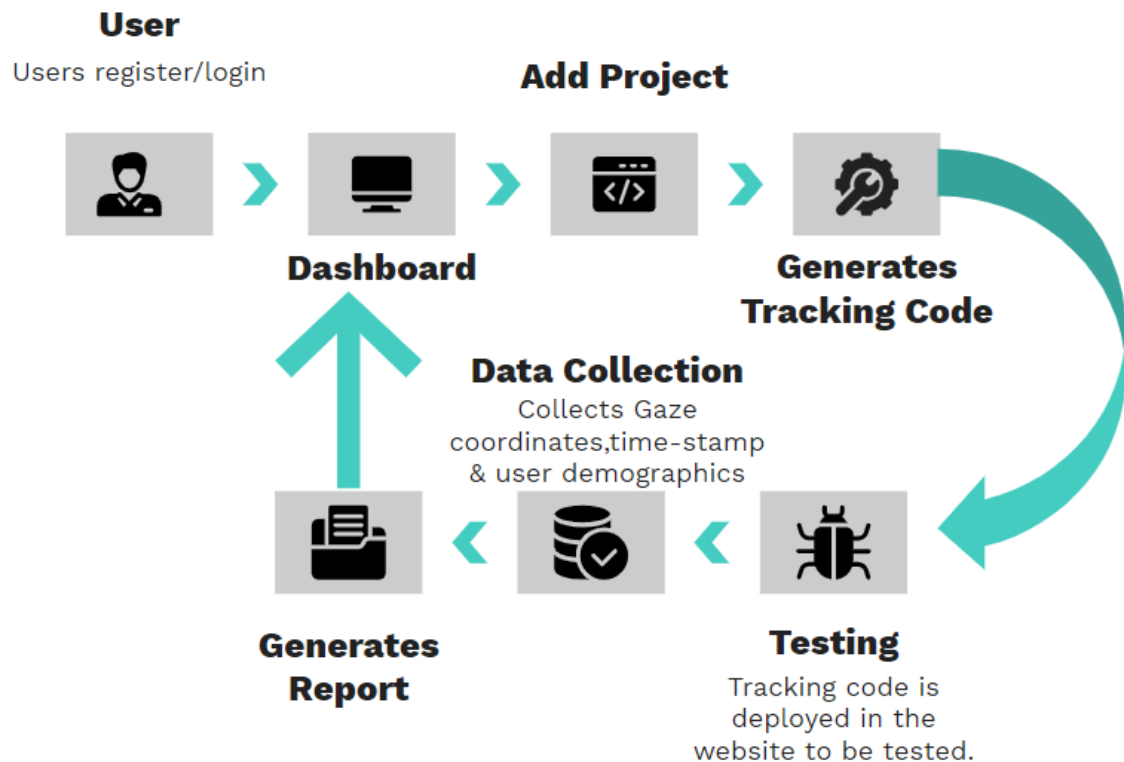 User
Users register/login
Add Project
Dashboard
Generates
Tracking Code
Data Collection
Collects Gaze
coordinates,time-stamp
& user demographics
Generates
Report
Testing
Tracking code is
deployed in the
website to be tested.